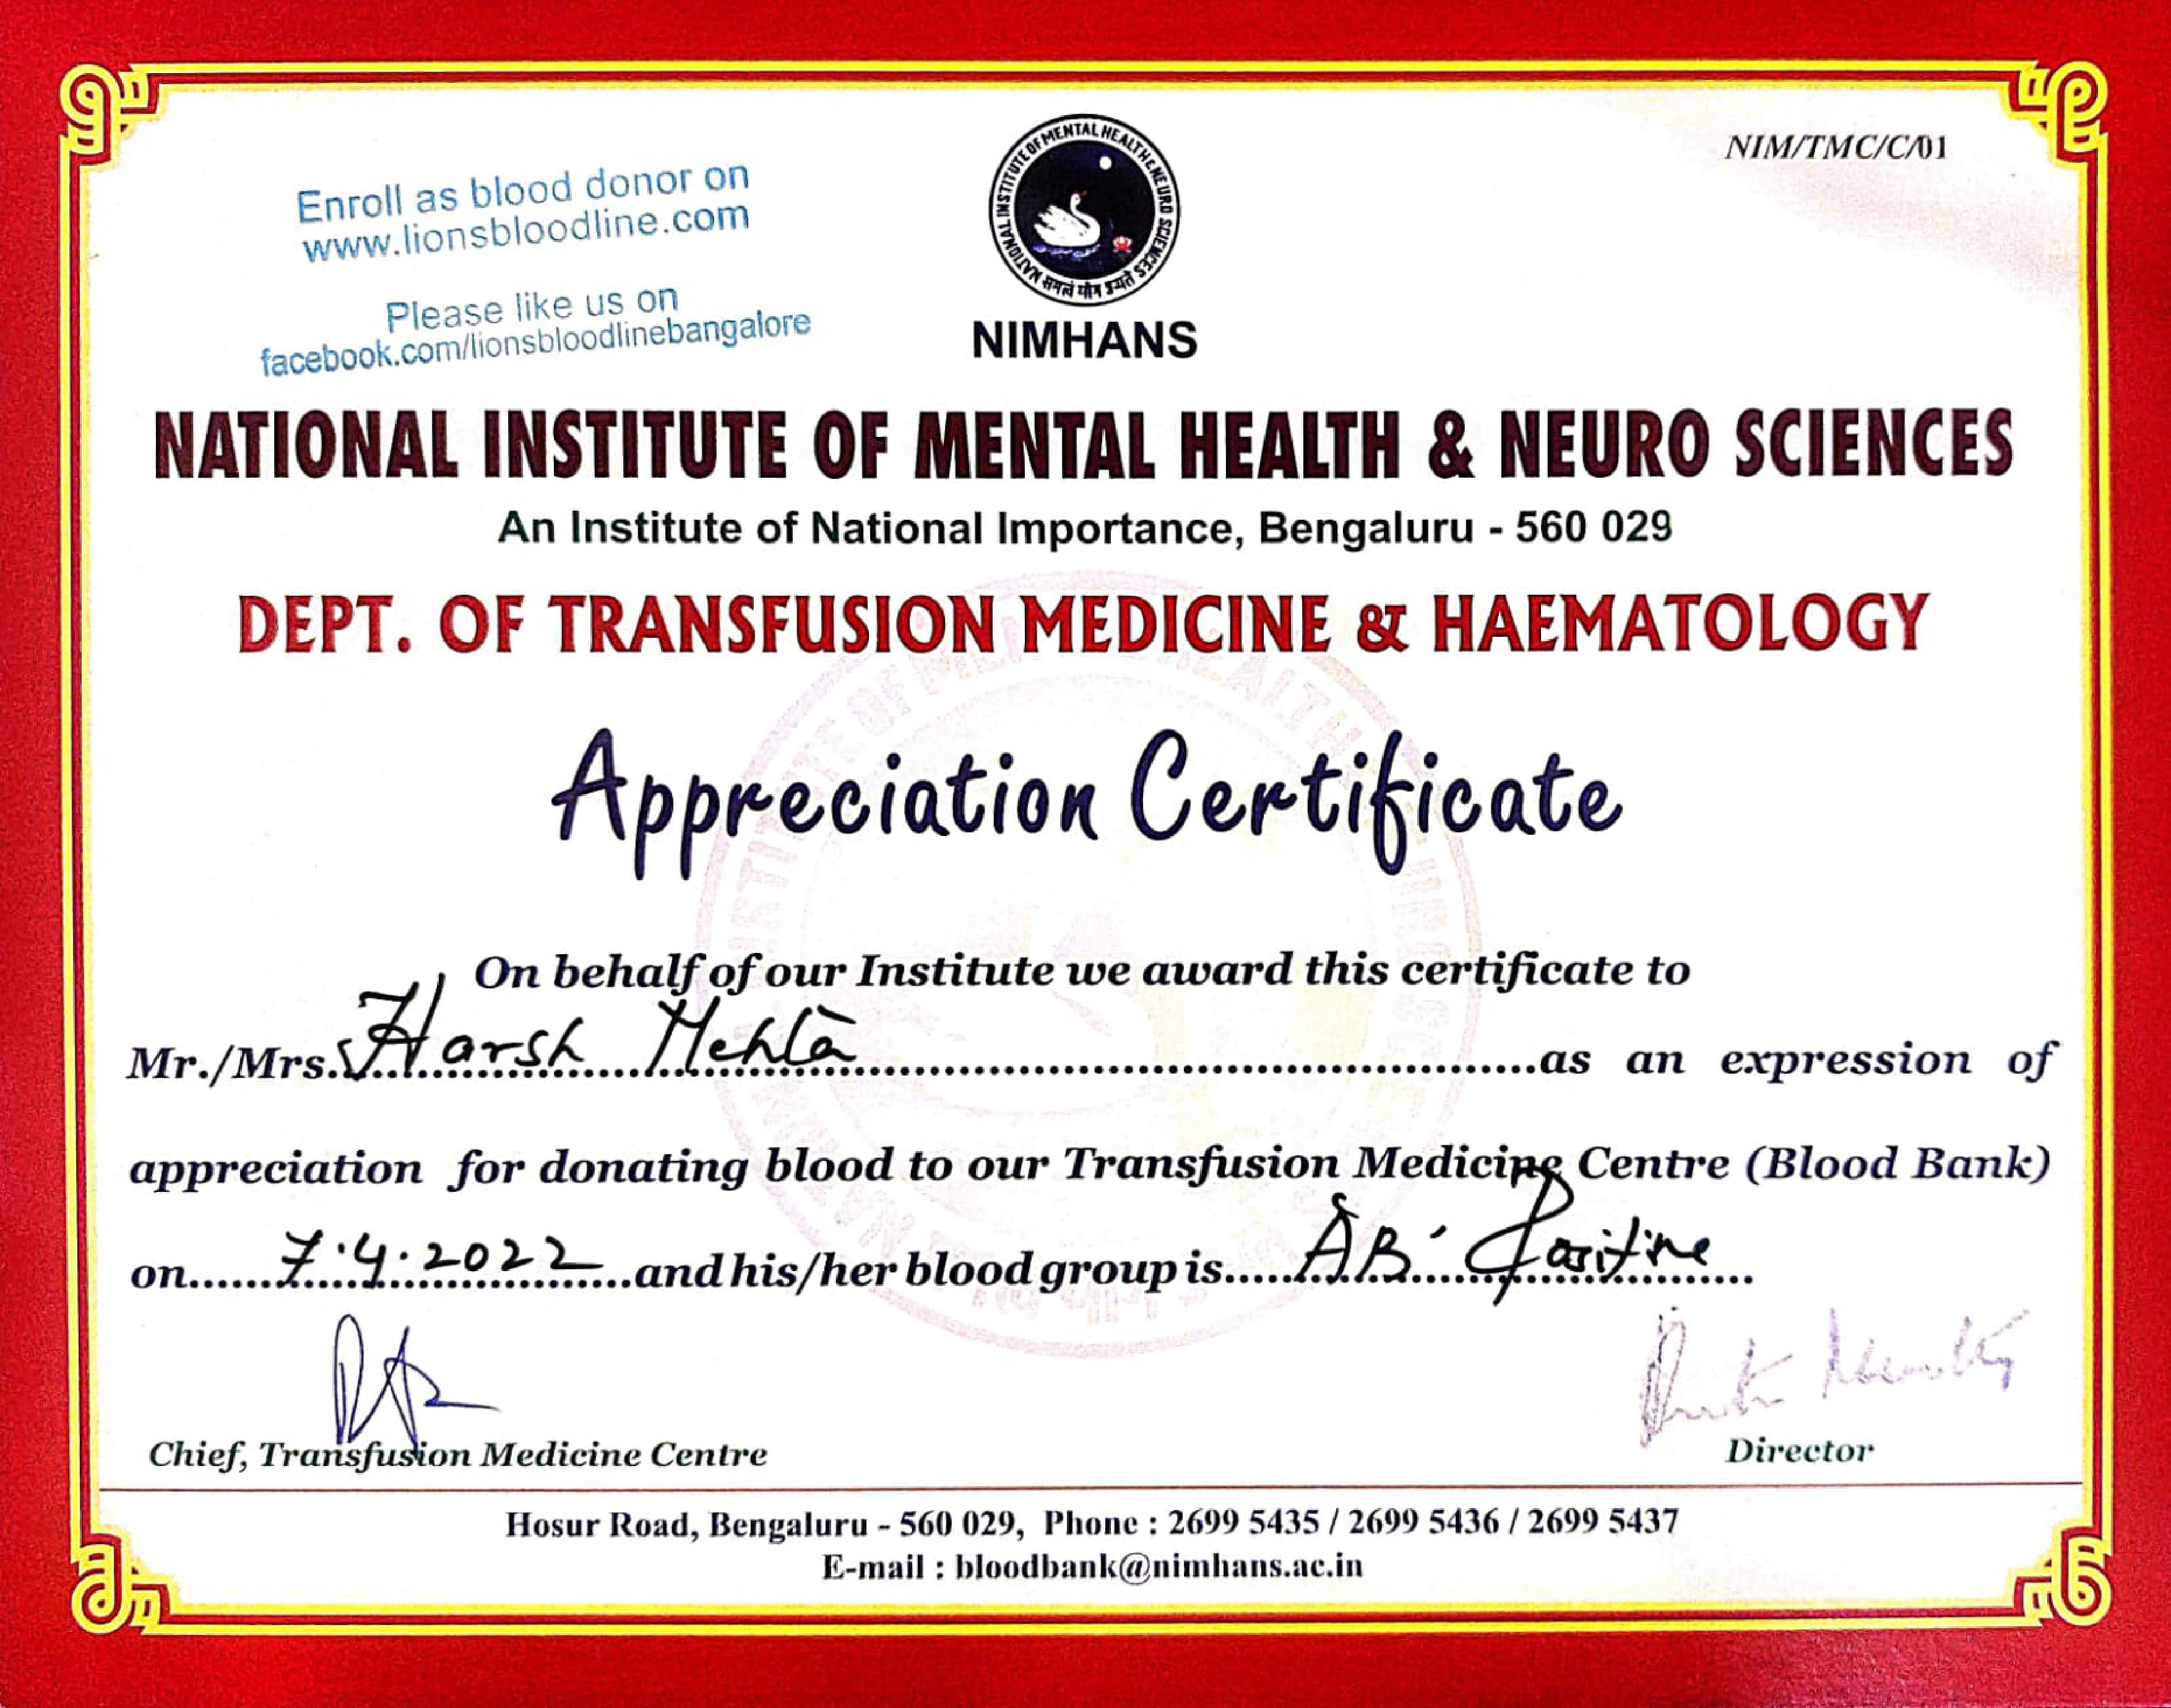 NIM/TMC/C/01
Enroll as blood donor on
www.lionsbloodline.com
Please like us on
facebook.com/lionsbloodlinebangalore
NATIONAL INSTITUTE OF MENTAL HEALTH & NEURO SCIENCES
NIMHANS
NATIONAL INSTITUTE OF MENTAL HEALTH & NEURO SCIENCES
An Institute of National Importance, Bengaluru - 560 029
DEPT. OF TRANSFUSION MEDICINE & HAEMATOLOGY
Appreciation Certificate
On behalf of our Institute we award this certificate to
Mr./Mrs. Harsh Mehta as an expression of
appreciation for donating blood to our Transfusion Medicine Centre (Blood Bank)
on 7.4.2022 and his/her blood group is AB' Positive
Chief, Transfusion Medicine Centre
Director
Hosur Road, Bengaluru - 560 029, Phone : 2699 5435 / 2699 5436 / 2699 5437
E-mail : bloodbank@nimhans.ac.in